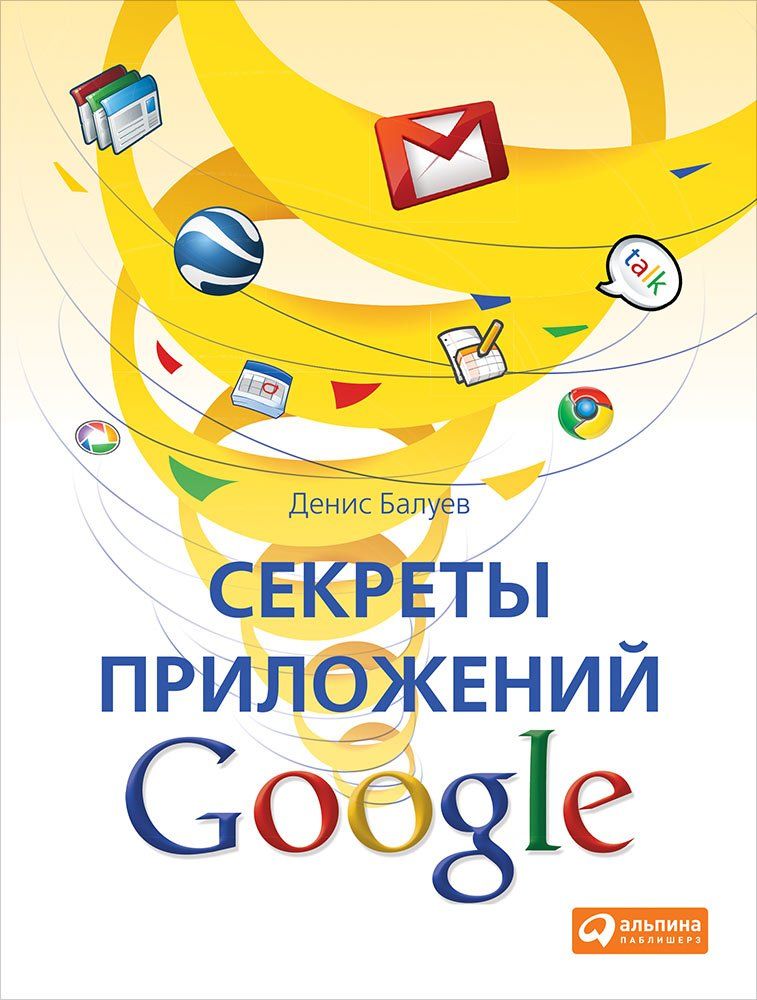 talk
Денис Балуев
СЕКРЕТЫ
ПРИЛОЖЕНИЙ
Google
альпина
ПАБЛИШЕРЗ